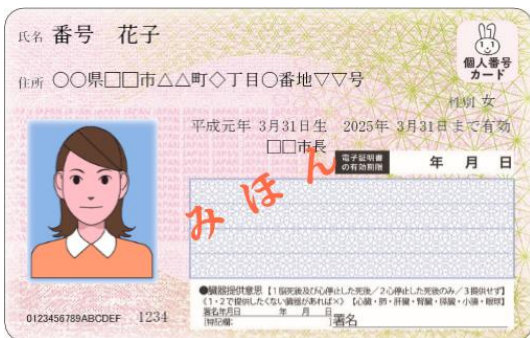 氏名 番号 花子
個人番号
カード
住所 ○○県□□市△△町◇丁目○番地▽▽号
性別 女
平成元年 3月31日生 2025年 3月31日まで有効
□□市長
電子証明書
の有効期限
年 月 日
みほん
●臓器提供意思【1脳死後及び心停止した死後/2心停止した死後のみ/3提供せず】
《1・2で提供したくない臓器があれば×》【心臓・肺・肝臓・腎臓・膵臓・小腸・眼球】
署名年月日 年 月 日
[特記欄: ]署名
0123456789ABCDEF 1234